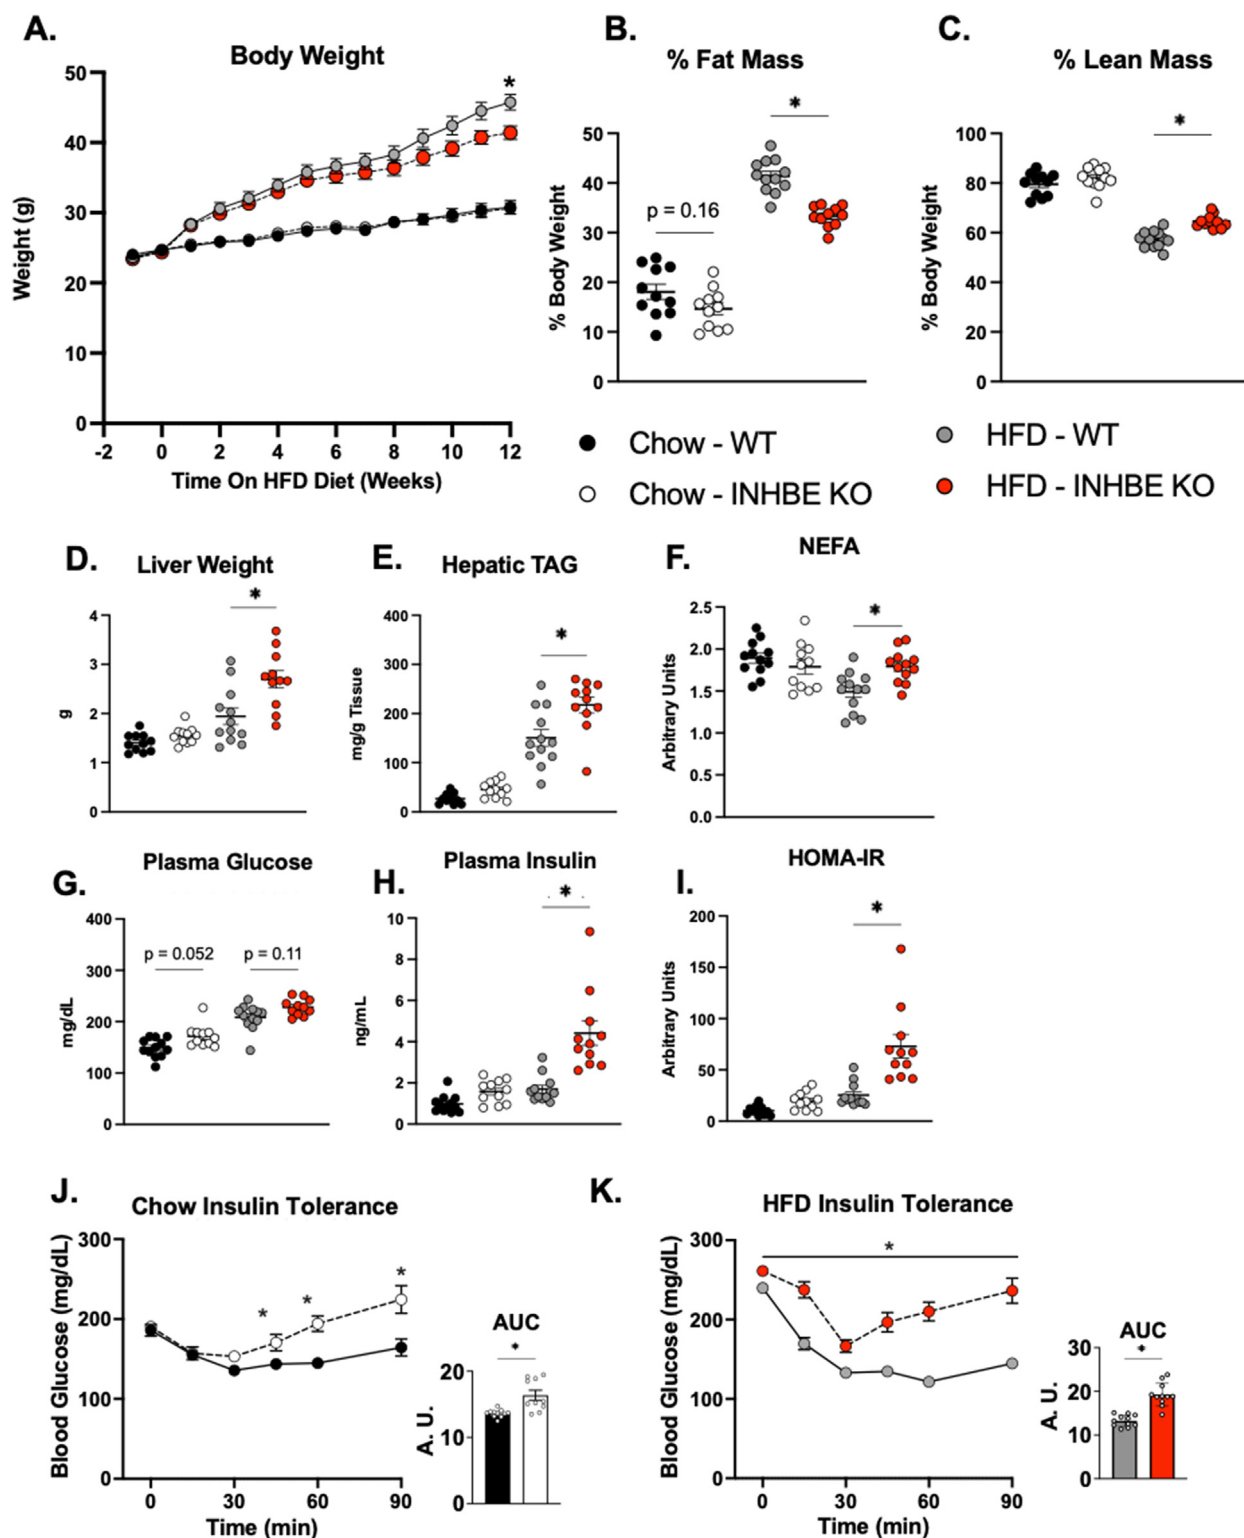 A.
Body Weight
*
50
40
30
20
10
0
Weight (g)
-2 0 2 4 6 8 10 12
Time On HFD Diet (Weeks)
B.
% Fat Mass
*
p = 0.16
50
40
30
20
10
0
% Body Weight
C.
% Lean Mass
*
100
80
60
40
20
0
% Body Weight
Chow - WT
Chow - INHBE KO
HFD - WT
HFD - INHBE KO
D.
Liver Weight
*
4
3
2
1
0
g
E.
Hepatic TAG
*
400
300
200
100
0
mg/g Tissue
F.
NEFA
*
2.5
2.0
1.5
1.0
0.5
0.0
Arbitrary Units
G.
Plasma Glucose
p = 0.052 p = 0.11
400
300
200
100
0
mg/dL
H.
Plasma Insulin
*
10
8
6
4
2
0
ng/mL
I.
HOMA-IR
*
200
150
100
50
0
Arbitrary Units
J.
Chow Insulin Tolerance
* * *
300
200
100
0
Blood Glucose (mg/dL)
0 30 60 90
Time (min)
AUC
*
20
10
0
A. U.
K.
HFD Insulin Tolerance
*
300
200
100
0
Blood Glucose (mg/dL)
0 30 60 90
Time (min)
AUC
*
30
20
10
0
A. U.